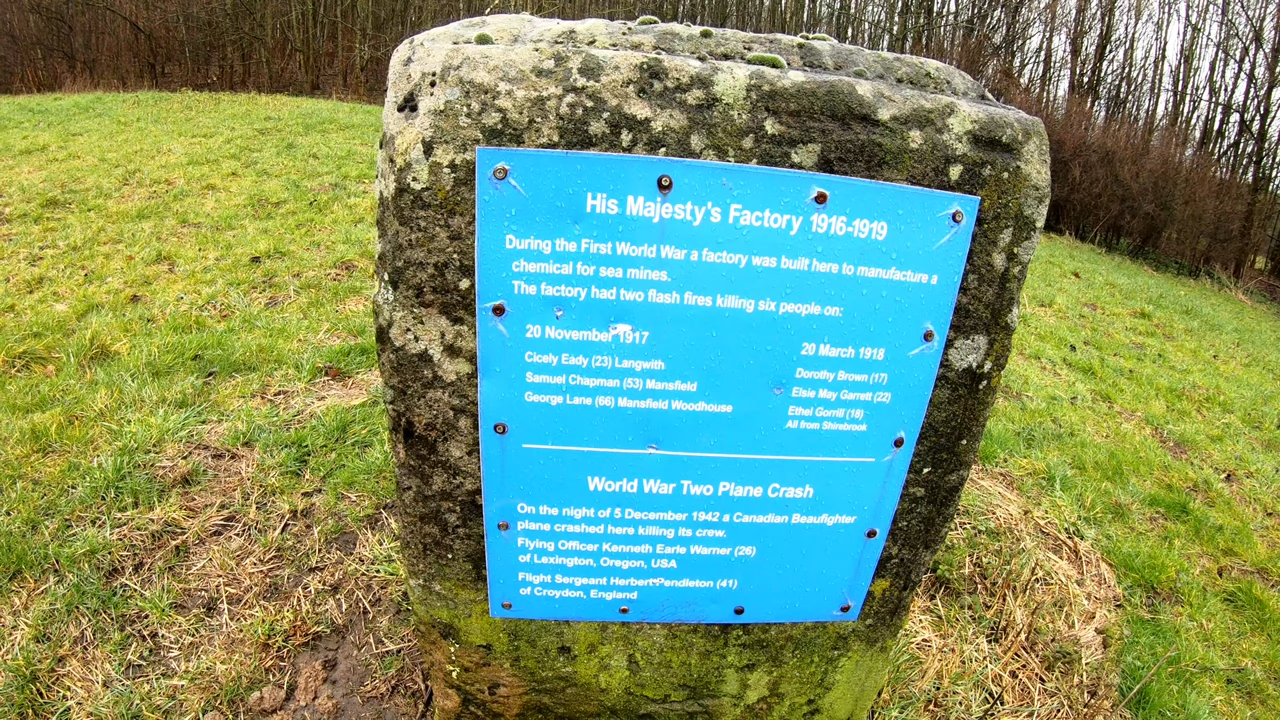 His Majesty's Factory 1916-1919
During the First World War a factory was built here to manufacture a
chemical for sea mines.
The factory had two flash fires killing six people on:
20 November 1917
Cicely Eady (23) Langwith
Samuel Chapman (53) Mansfield
George Lane (66) Mansfield Woodhouse
20 March 1918
Dorothy Brown (17)
Elsie May Garrett (22)
Ethel Gorrill (18)
All from Shirebrook
World War Two Plane Crash
On the night of 5 December 1942 a Canadian Beaufighter
plane crashed here killing its crew.
Flying Officer Kenneth Earle Warner (26)
of Lexington, Oregon, USA
Flight Sergeant Herbert Pendleton (41)
of Croydon, England